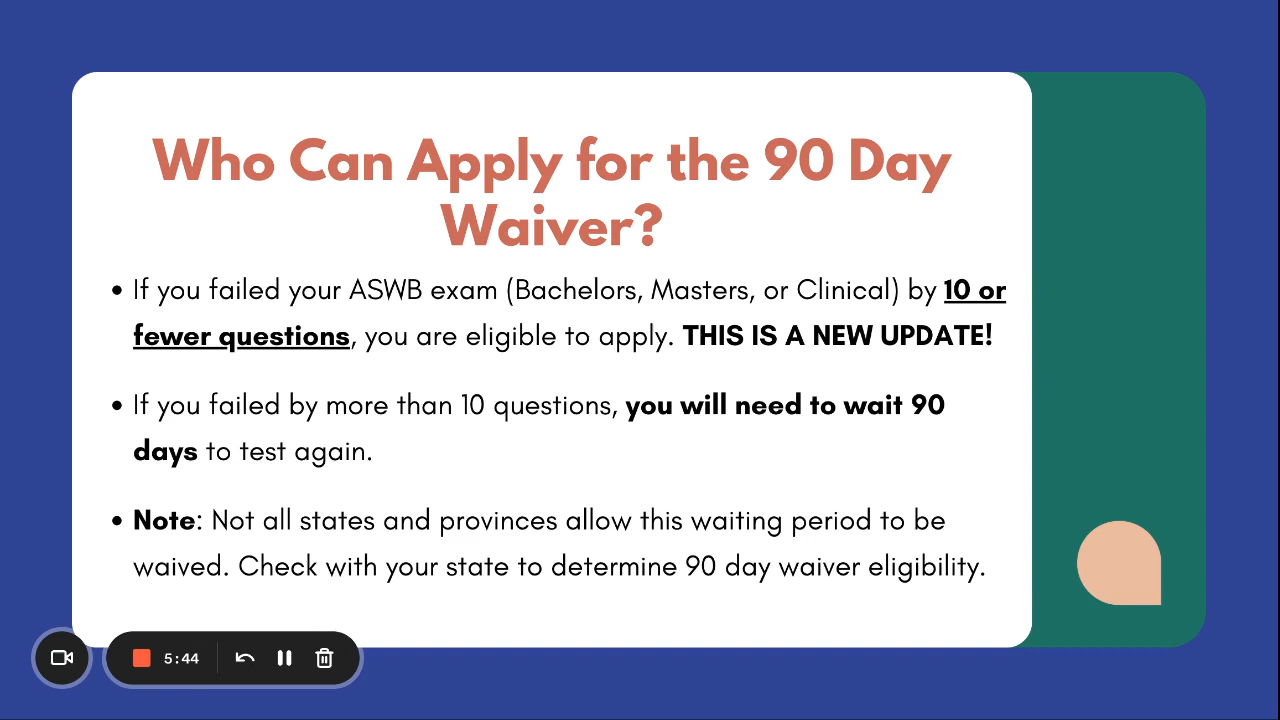 Who Can Apply for the 90 Day
Waiver?
• If you failed your ASWB exam (Bachelors, Masters, or Clinical) by 10 or
fewer questions, you are eligible to apply. THIS IS A NEW UPDATE!
• If you failed by more than 10 questions, you will need to wait 90
days to test again.
• Note: Not all states and provinces allow this waiting period to be
waived. Check with your state to determine 90 day waiver eligibility.
5:44